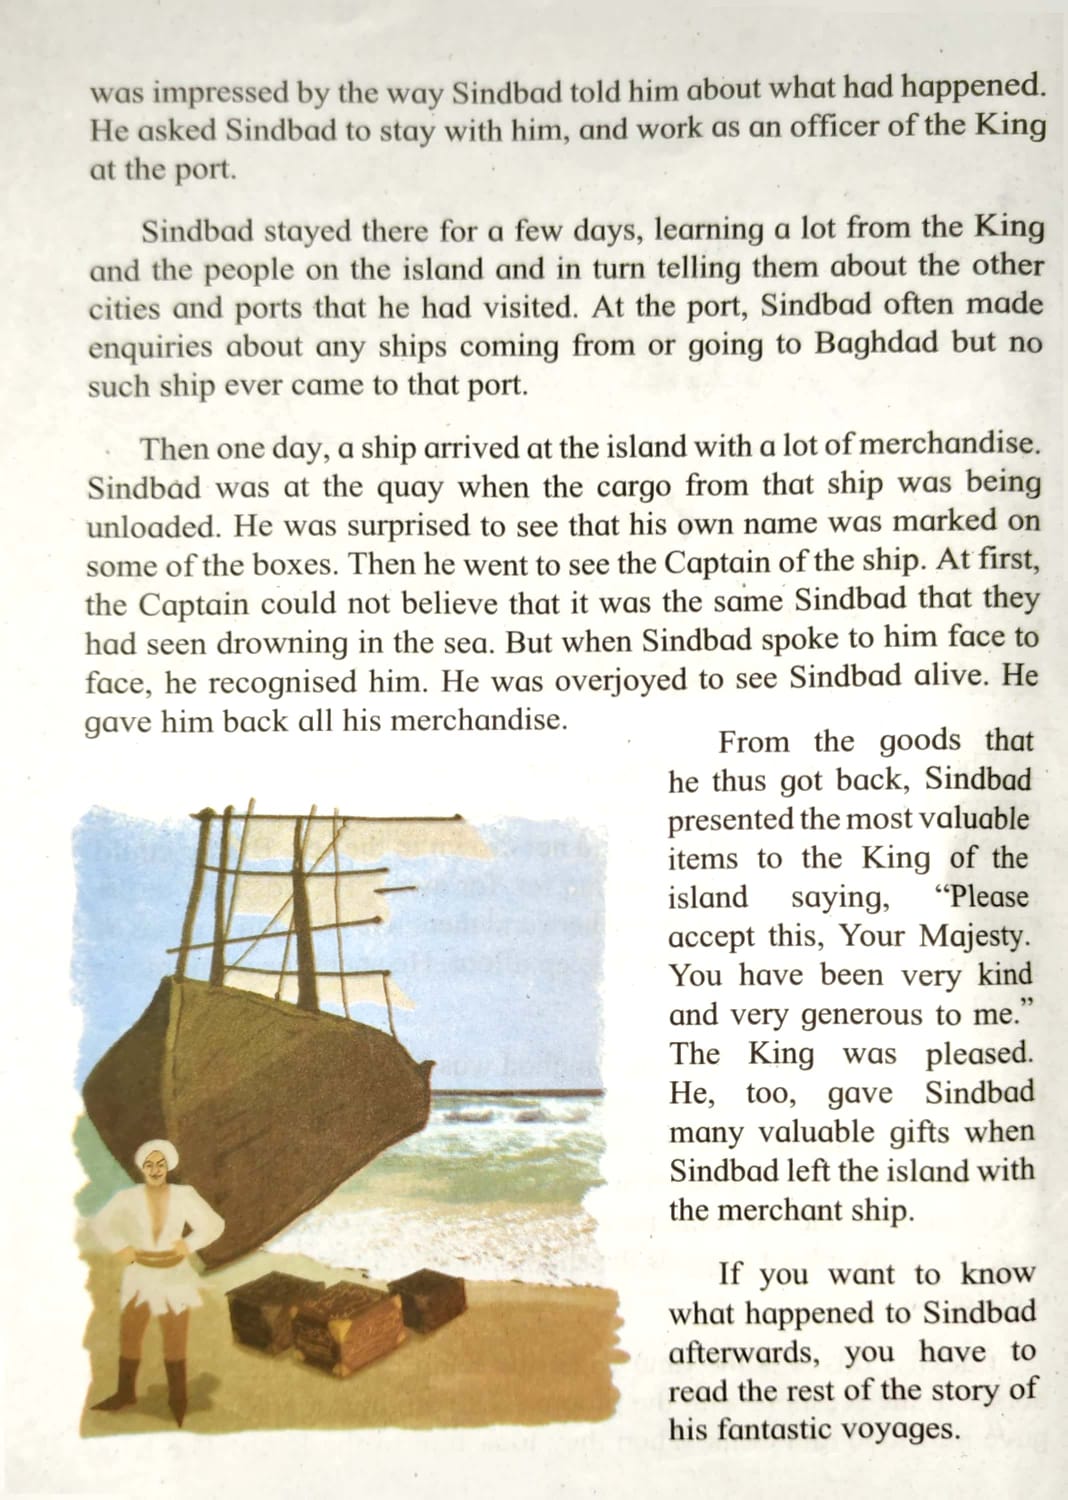 was impressed by the way Sindbad told him about what had happened.
He asked Sindbad to stay with him, and work as an officer of the King
at the port.
Sindbad stayed there for a few days, learning a lot from the King
and the people on the island and in turn telling them about the other
cities and ports that he had visited. At the port, Sindbad often made
enquiries about any ships coming from or going to Baghdad but no
such ship ever came to that port.
Then one day, a ship arrived at the island with a lot of merchandise.
Sindbad was at the quay when the cargo from that ship was being
unloaded. He was surprised to see that his own name was marked on
some of the boxes. Then he went to see the Captain of the ship. At first,
the Captain could not believe that it was the same Sindbad that they
had seen drowning in the sea. But when Sindbad spoke to him face to
face, he recognised him. He was overjoyed to see Sindbad alive. He
gave him back all his merchandise.
From the goods that
he thus got back, Sindbad
presented the most valuable
items to the King of the
island saying, “Please
accept this, Your Majesty.
You have been very kind
and very generous to me.”
The King was pleased.
He, too, gave Sindbad
many valuable gifts when
Sindbad left the island with
the merchant ship.
If you want to know
what happened to Sindbad
afterwards, you have to
read the rest of the story of
his fantastic voyages.